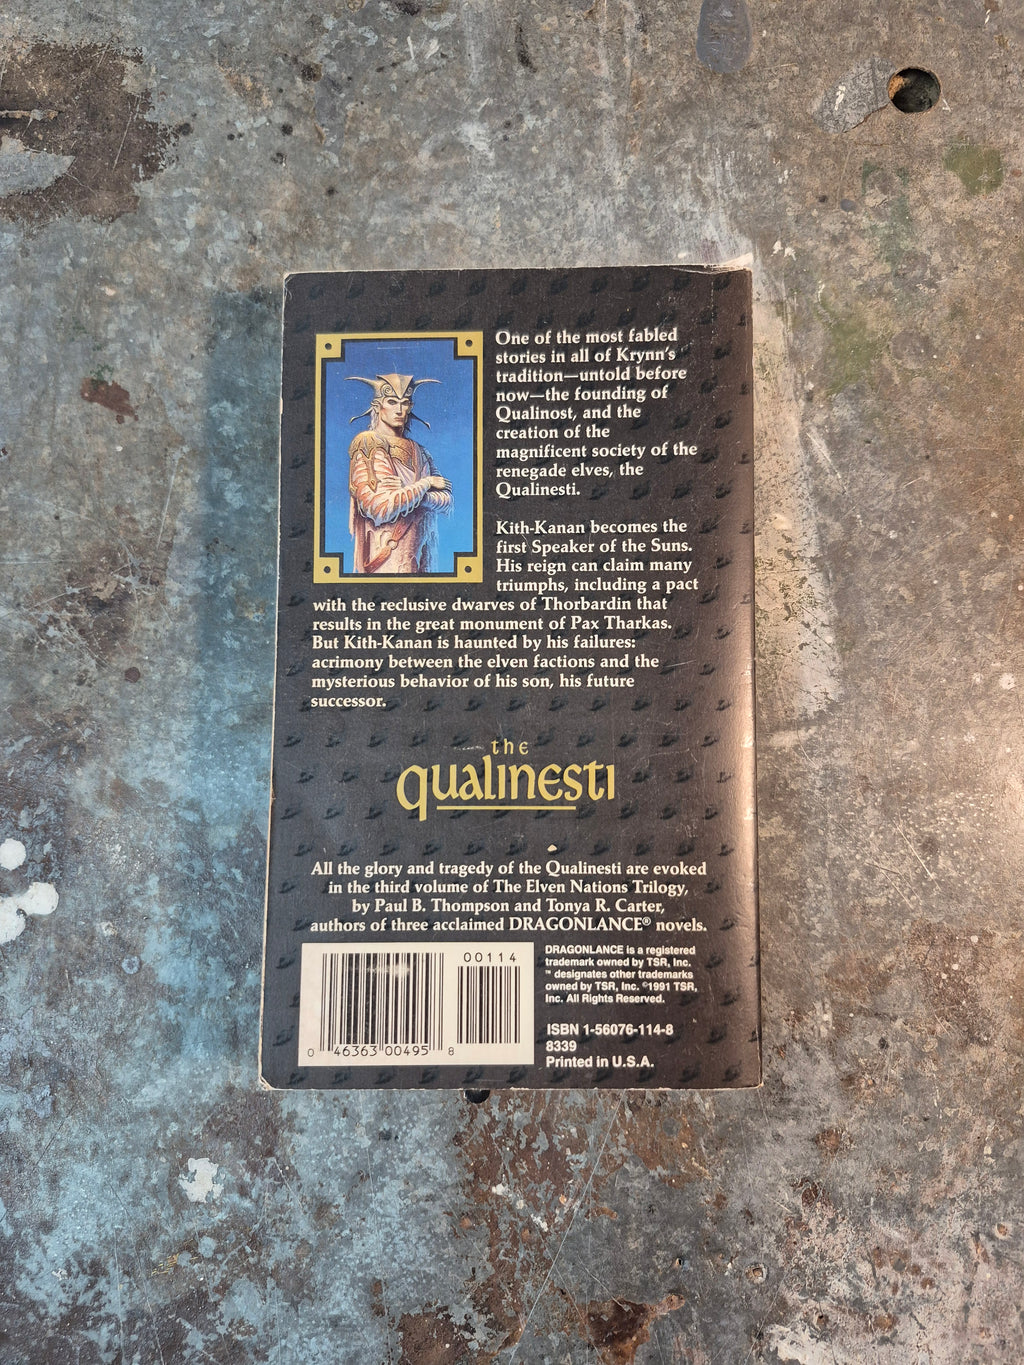 One of the most fabled
stories in all of Krynn's
tradition—untold before
now—the founding of
Qualinost, and the
creation of the
magnificent society of the
renegade elves, the
Qualinesti.
Kith-Kanan becomes the
first Speaker of the Suns.
His reign can claim many
triumphs, including a pact
with the reclusive dwarves of Thorbardin that
results in the great monument of Pax Tharkas.
But Kith-Kanan is haunted by his failures:
acrimony between the elven factions and the
mysterious behavior of his son, his future
successor.
the
qualinesti
All the glory and tragedy of the Qualinesti are evoked
in the third volume of The Elven Nations Trilogy,
by Paul B. Thompson and Tonya R. Carter,
authors of three acclaimed DRAGONLANCE® novels.
00114
0 46363 00495 8
DRAGONLANCE is a registered
trademark owned by TSR, Inc.
™ designates other trademarks
owned by TSR, Inc. ©1991 TSR,
Inc. All Rights Reserved.
ISBN 1-56076-114-8
8339
Printed in U.S.A.